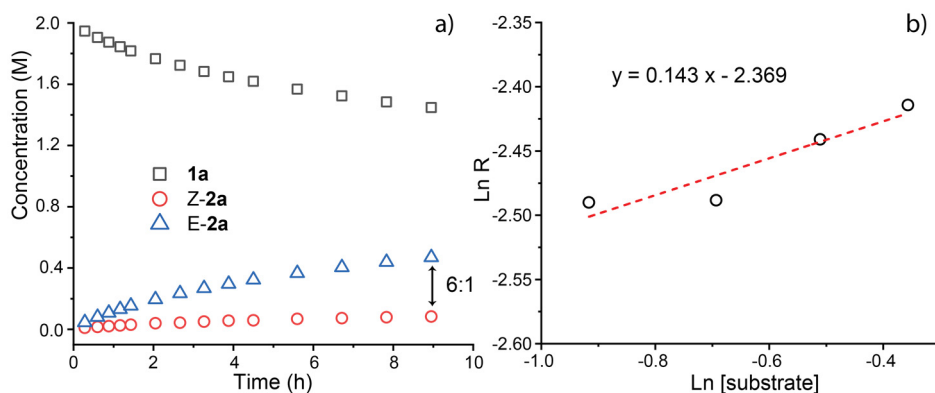 a)
Concentration (M)
2.0
1.6
1.2
0.8
0.4
0.0
1a
Z-2a
E-2a
6:1
0 2 4 6 8 10
Time (h)
b)
Ln R
-2.35
-2.40
-2.45
-2.50
-2.55
-2.60
y = 0.143 x - 2.369
-1.0 -0.8 -0.6 -0.4
Ln [substrate]